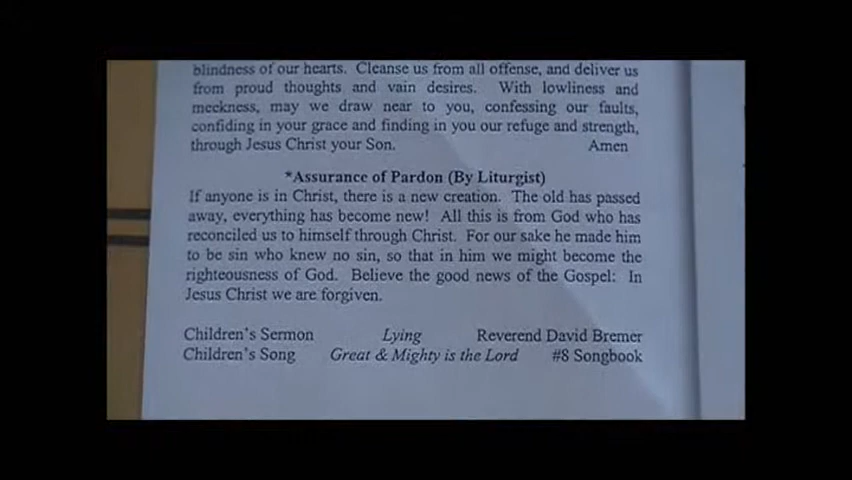 blindness of our hearts. Cleanse us from all offense, and deliver us
from proud thoughts and vain desires. With lowliness and
meekness, may we draw near to you, confessing our faults,
confiding in your grace and finding in you our refuge and strength,
through Jesus Christ your Son. Amen
*Assurance of Pardon (By Liturgist)
If anyone is in Christ, there is a new creation. The old has passed
away, everything has become new! All this is from God who has
reconciled us to himself through Christ. For our sake he made him
to be sin who knew no sin, so that in him we might become the
righteousness of God. Believe the good news of the Gospel: In
Jesus Christ we are forgiven.
Children's Sermon Lying Reverend David Bremer
Children's Song Great & Mighty is the Lord #8 Songbook